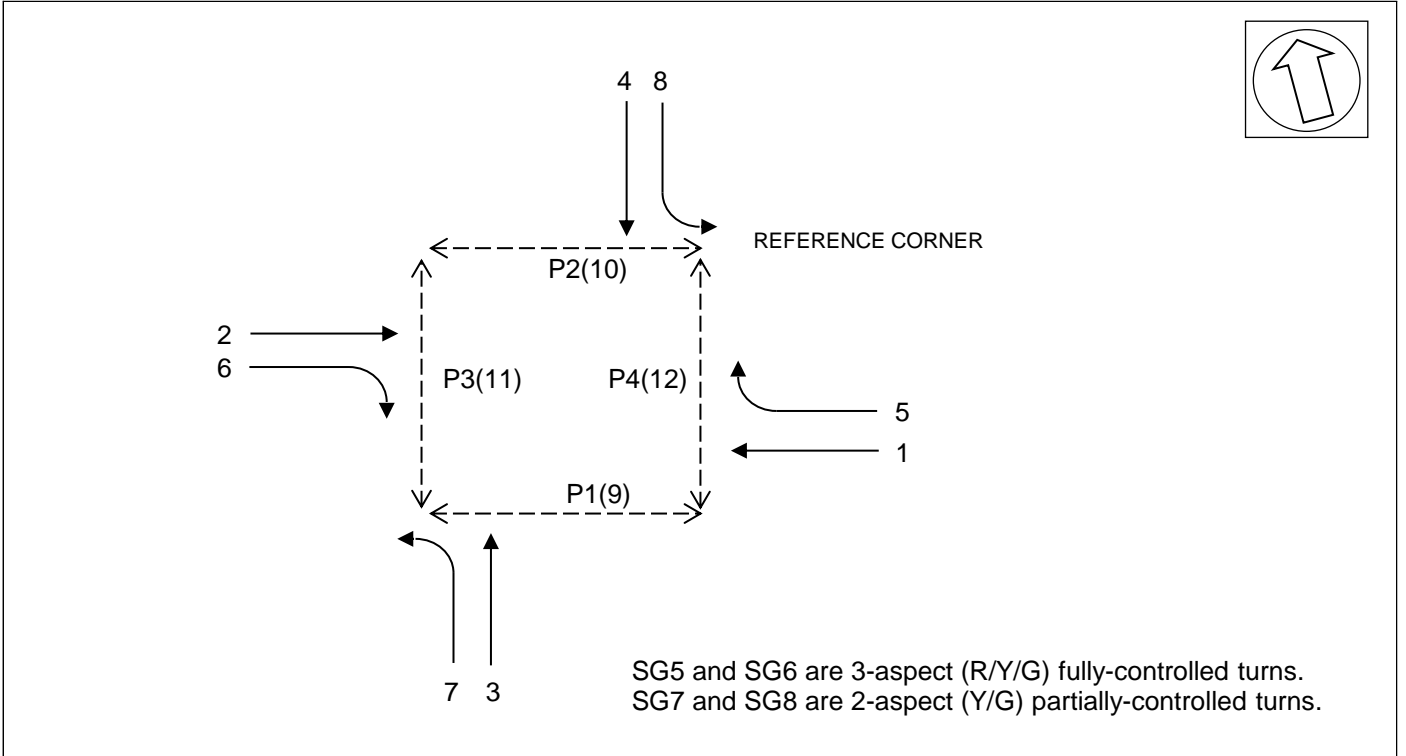 4 8
REFERENCE CORNER
P2(10)
2
6
P3(11) P4(12)
5
1
P1(9)
7 3
SG5 and SG6 are 3-aspect (R/Y/G) fully-controlled turns.
SG7 and SG8 are 2-aspect (Y/G) partially-controlled turns.